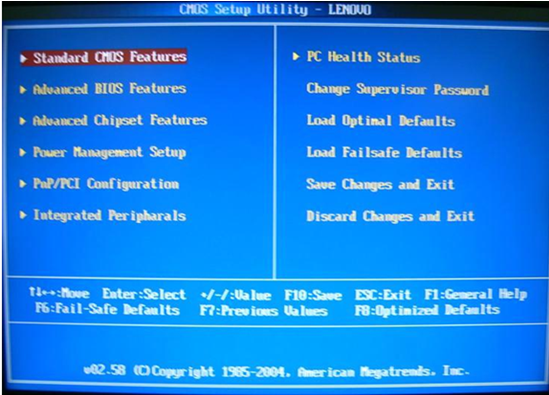 CMOS Setup Utility - LENOVO
▶ Standard CMOS Features
▶ Advanced BIOS Features
▶ Advanced Chipset Features
▶ Power Management Setup
▶ PnP/PCI Configuration
▶ Integrated Peripharals
▶ PC Health Status
Change Supervisor Password
Load Optimal Defaults
Load Failsafe Defaults
Save Changes and Exit
Discard Changes and Exit
↑↓←→:Move Enter:Select +/-/:Value F10:Save ESC:Exit F1:General Help
F6:Fail-Safe Defaults F7:Previous Values F8:Optimized Defaults
v02.58 (C)Copyright 1985-2004, American Megatrends, Inc.